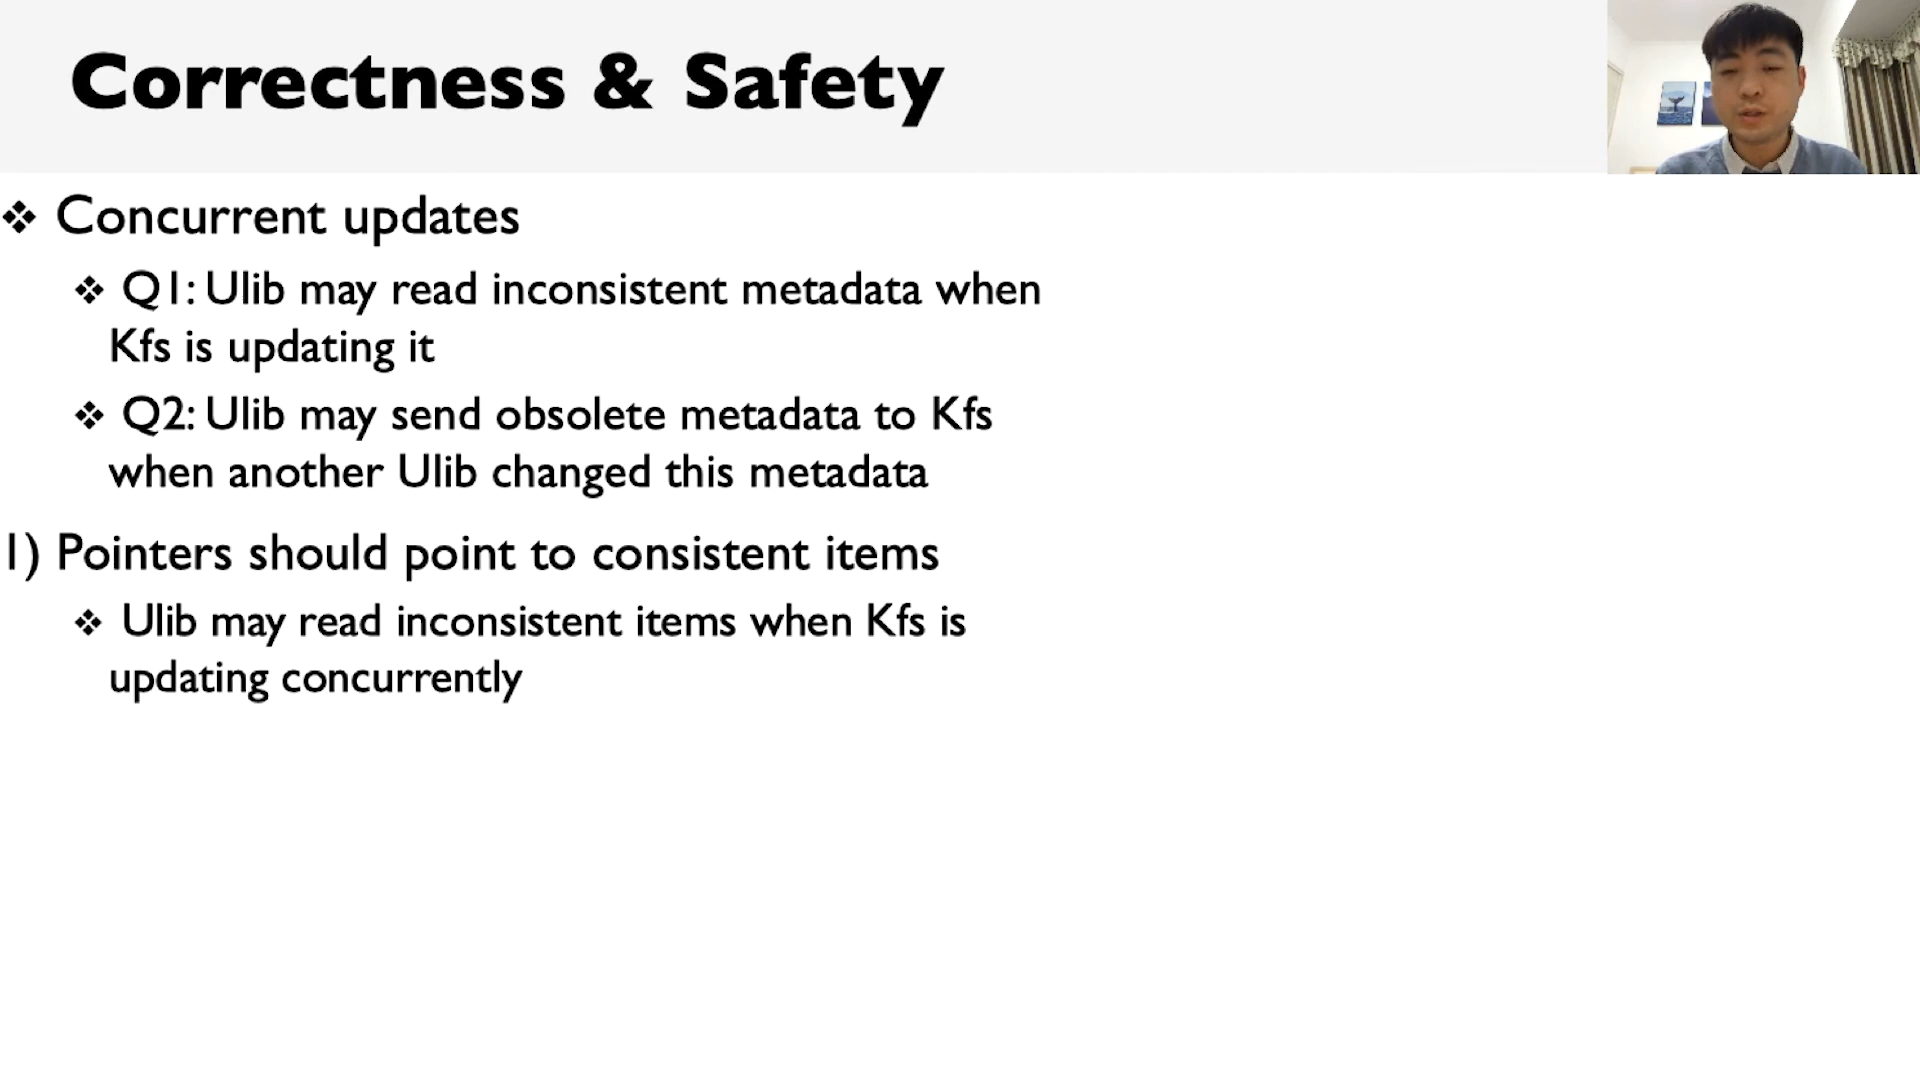 Correctness & Safety
❖ Concurrent updates
❖ Q1: Ulib may read inconsistent metadata when
Kfs is updating it
❖ Q2: Ulib may send obsolete metadata to Kfs
when another Ulib changed this metadata
1) Pointers should point to consistent items
❖ Ulib may read inconsistent items when Kfs is
updating concurrently